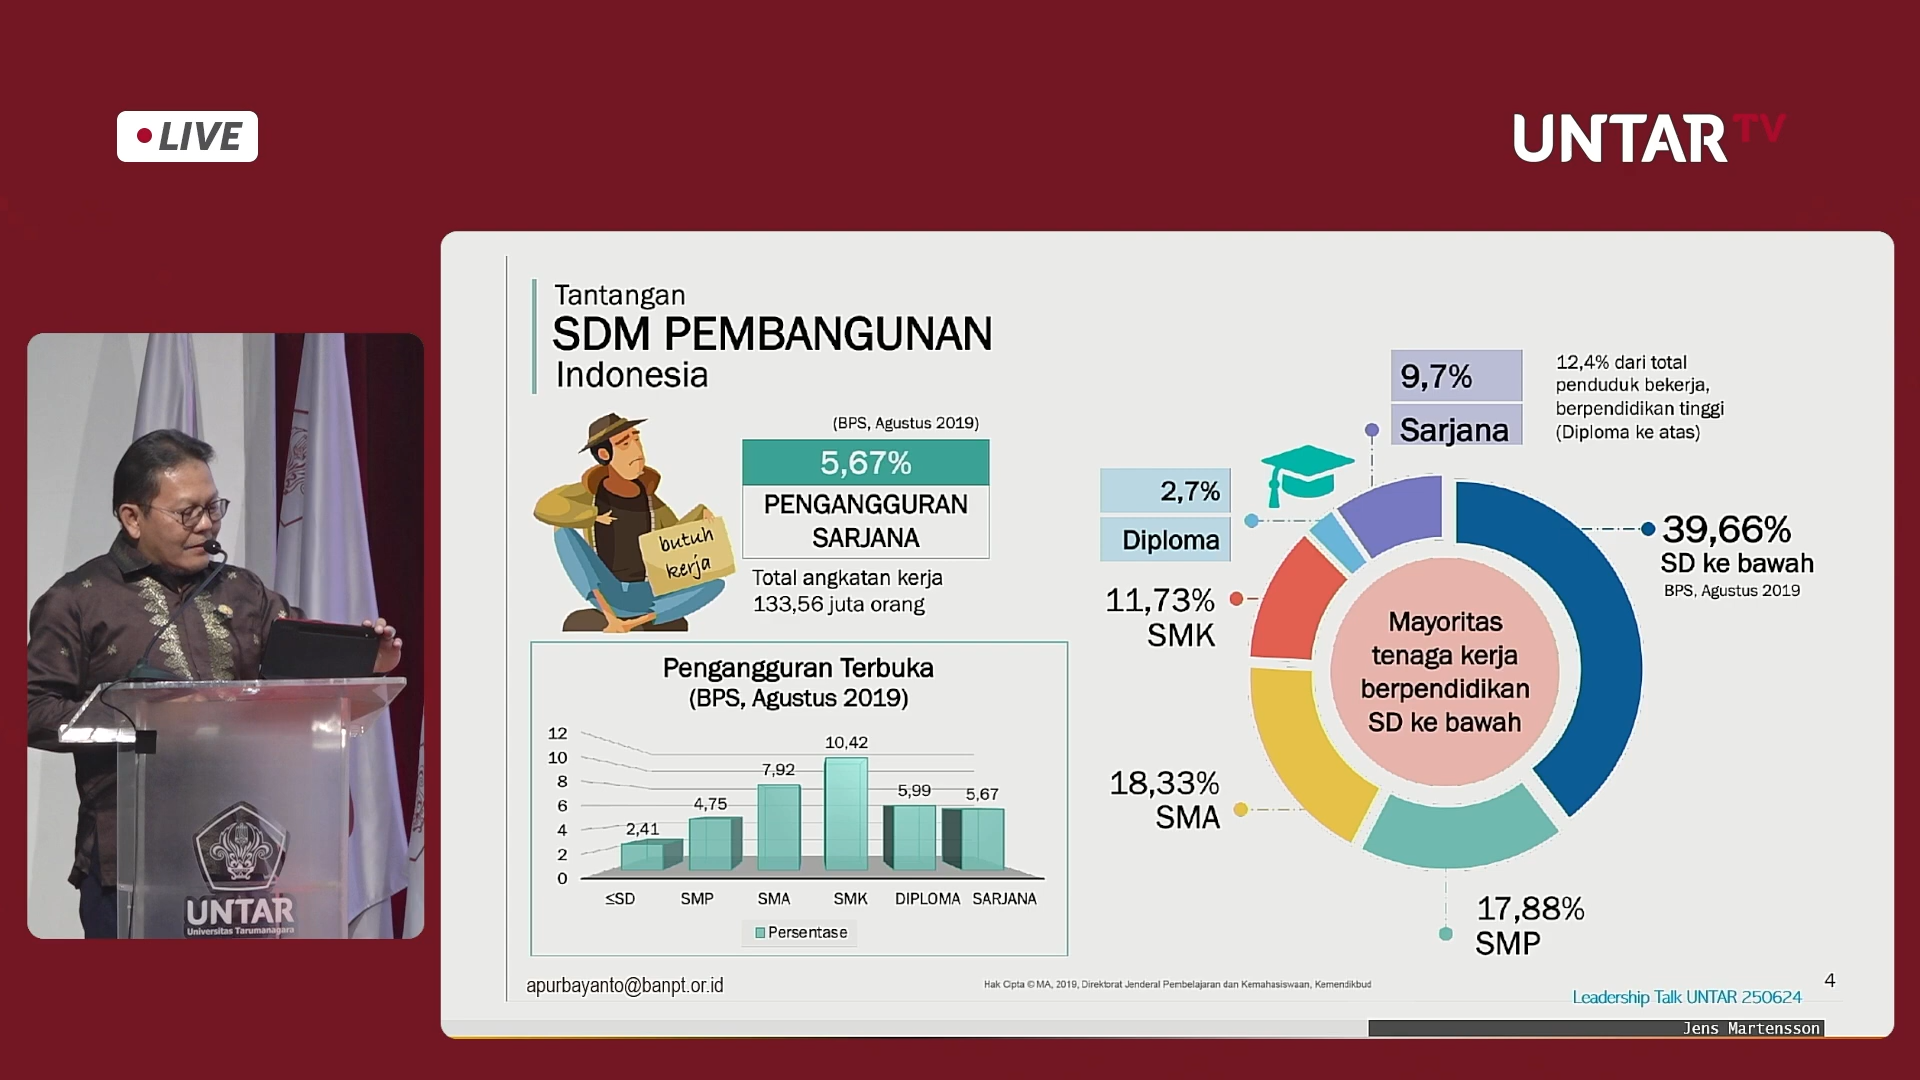 LIVE
UNTAR TV
Tantangan
SDM PEMBANGUNAN
Indonesia
(BPS, Agustus 2019)
5,67%
PENGANGGURAN
SARJANA
Total angkatan kerja
133,56 juta orang
butuh
kerja
Pengangguran Terbuka
(BPS, Agustus 2019)
12
10
8
6
4
2
0
2,41
4,75
7,92
10,42
5,99
5,67
≤SD
SMP
SMA
SMK
DIPLOMA
SARJANA
Persentase
9,7%
Sarjana
12,4% dari total
penduduk bekerja,
berpendidikan tinggi
(Diploma ke atas)
2,7%
Diploma
39,66%
SD ke bawah
BPS, Agustus 2019
11,73%
SMK
Mayoritas
tenaga kerja
berpendidikan
SD ke bawah
18,33%
SMA
17,88%
SMP
apurbayanto@banpt.or.id
Hak Cipta © MA, 2019, Direktorat Jenderal Pembelajaran dan Kemahasiswaan, Kemendikbud
4
Leadership Talk UNTAR 250624
Jens Martensson
UNTAR
Universitas Tarumanagara